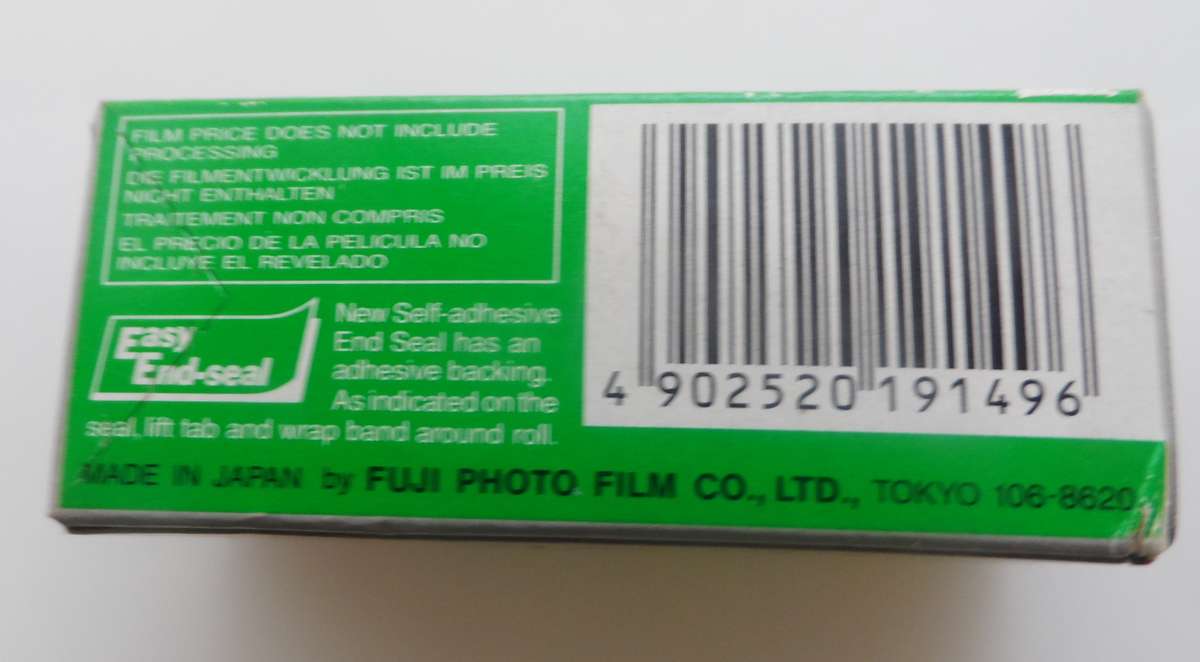 FILM PRICE DOES NOT INCLUDE
PROCESSING
DIE FILMENTWICKLUNG IST IM PREIS
NICHT ENTHALTEN
TRAITEMENT NON COMPRIS
EL PRECIO DE LA PELICULA NO
INCLUYE EL REVELADO
Easy
End-seal
New Self-adhesive
End Seal has an
adhesive backing.
As indicated on the
seal, lift tab and wrap band around roll.
4 902520 191496
MADE IN JAPAN by FUJI PHOTO FILM CO., LTD., TOKYO 106-8620